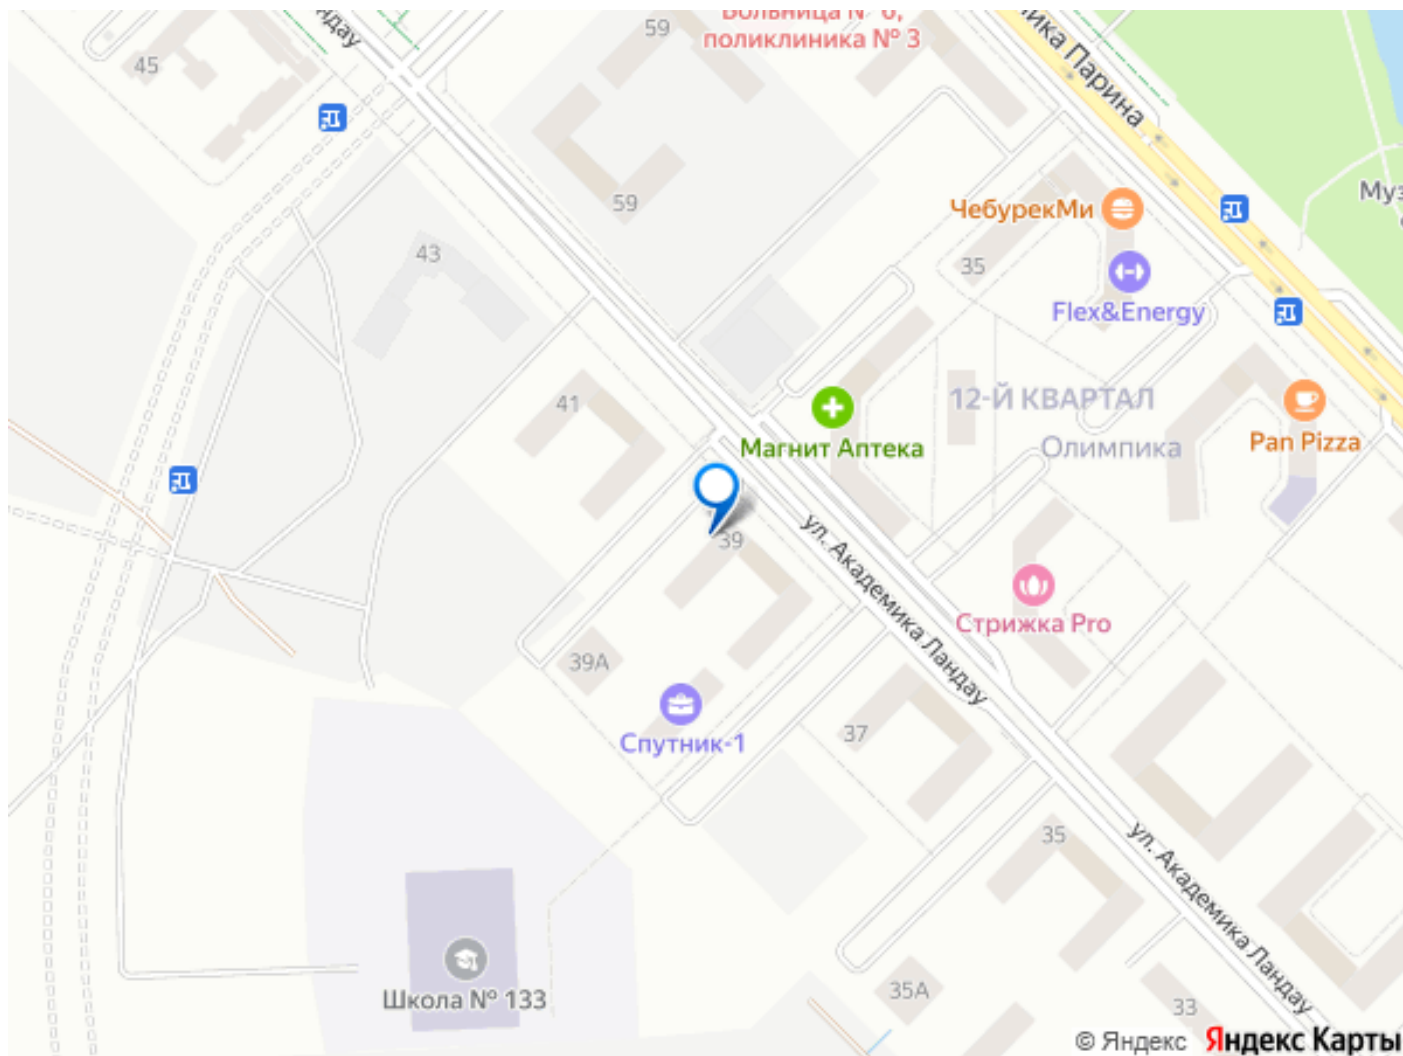 45
59
поликлиника № 3
59
43
ЧебурекМи
35
Flex&Energy
41
Магнит Аптека
12-Й КВАРТАЛ
Олимпика
Pan Pizza
39
ул. Академика Ландау
Стрижка Pro
39А
Спутник-1
37
35
ул. Академика Ландау
Школа № 133
35А
33
© Яндекс Яндекс Карты